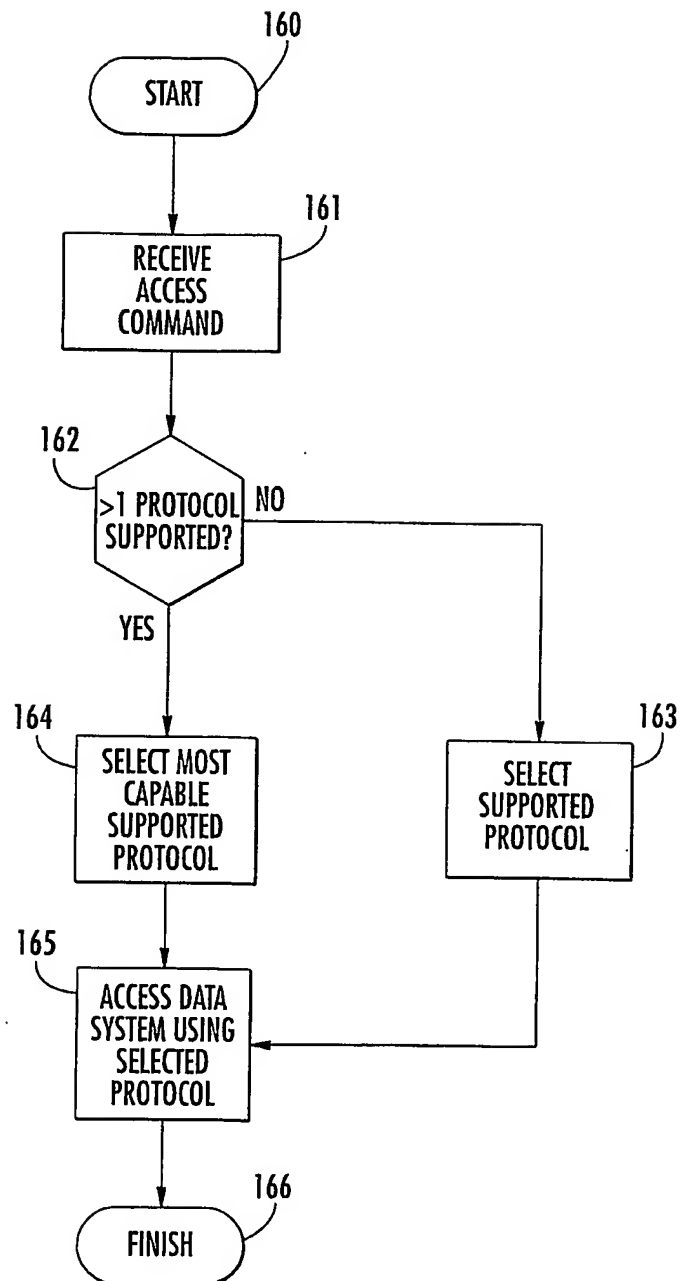 160
START
161
RECEIVE
ACCESS
COMMAND
162
>1 PROTOCOL
SUPPORTED?
NO
YES
164
SELECT MOST
CAPABLE
SUPPORTED
PROTOCOL
163
SELECT
SUPPORTED
PROTOCOL
165
ACCESS DATA
SYSTEM USING
SELECTED
PROTOCOL
166
FINISH